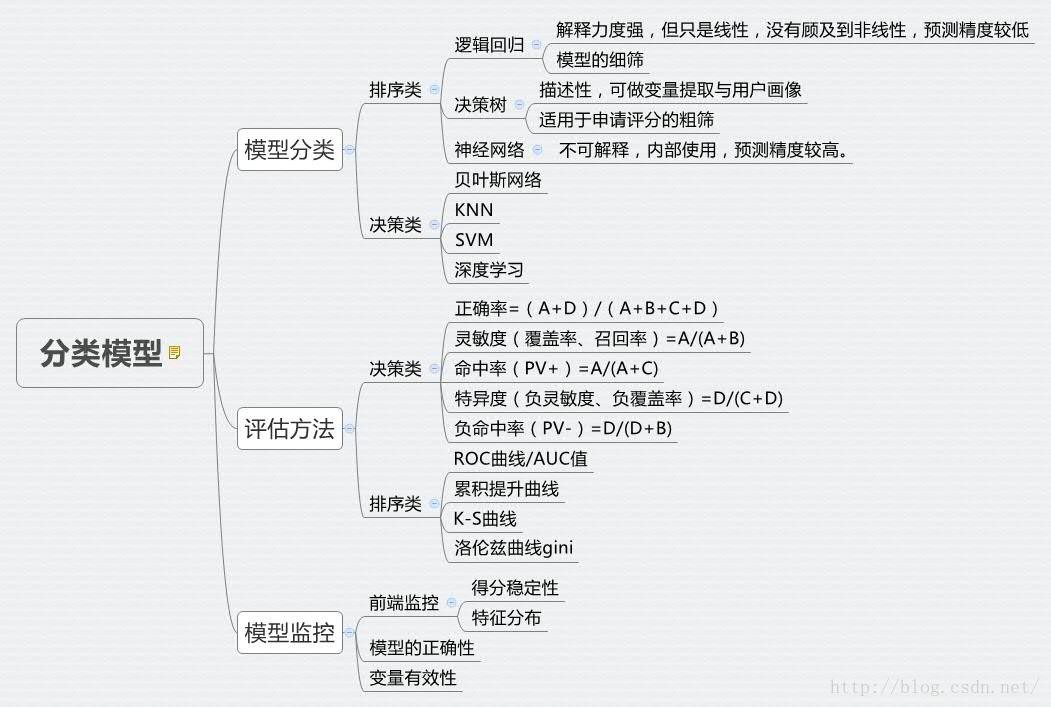 分类模型
模型分类
排序类
逻辑回归
解释力度强，但只是线性，没有顾及到非线性，预测精度较低
模型的细筛
决策树
描述性，可做变量提取与用户画像
适用于申请评分的粗筛
神经网络
不可解释，内部使用，预测精度较高。
决策类
贝叶斯网络
KNN
SVM
深度学习
评估方法
决策类
正确率=（A+D）/（A+B+C+D）
灵敏度（覆盖率、召回率）=A/(A+B)
命中率（PV+）=A/(A+C)
特异度（负灵敏度、负覆盖率）=D/(C+D)
负命中率（PV-）=D/(D+B)
排序类
ROC曲线/AUC值
累积提升曲线
K-S曲线
洛伦兹曲线gini
模型监控
前端监控
得分稳定性
特征分布
模型的正确性
变量有效性
http://blog.csdn.net/